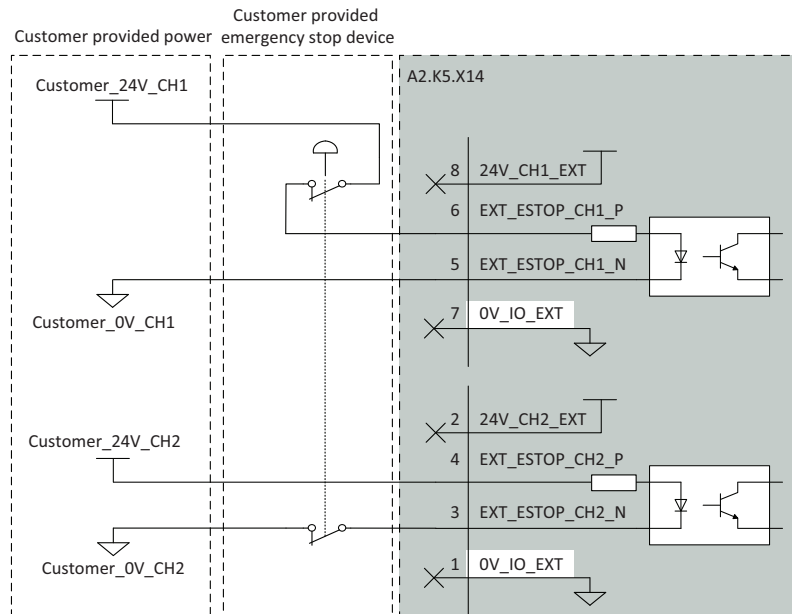 Customer provided power
Customer provided
emergency stop device
A2.K5.X14
Customer_24V_CH1
8 24V_CH1_EXT
6 EXT_ESTOP_CH1_P
5 EXT_ESTOP_CH1_N
Customer_0V_CH1
7 0V_IO_EXT
2 24V_CH2_EXT
Customer_24V_CH2
4 EXT_ESTOP_CH2_P
3 EXT_ESTOP_CH2_N
Customer_0V_CH2
1 0V_IO_EXT